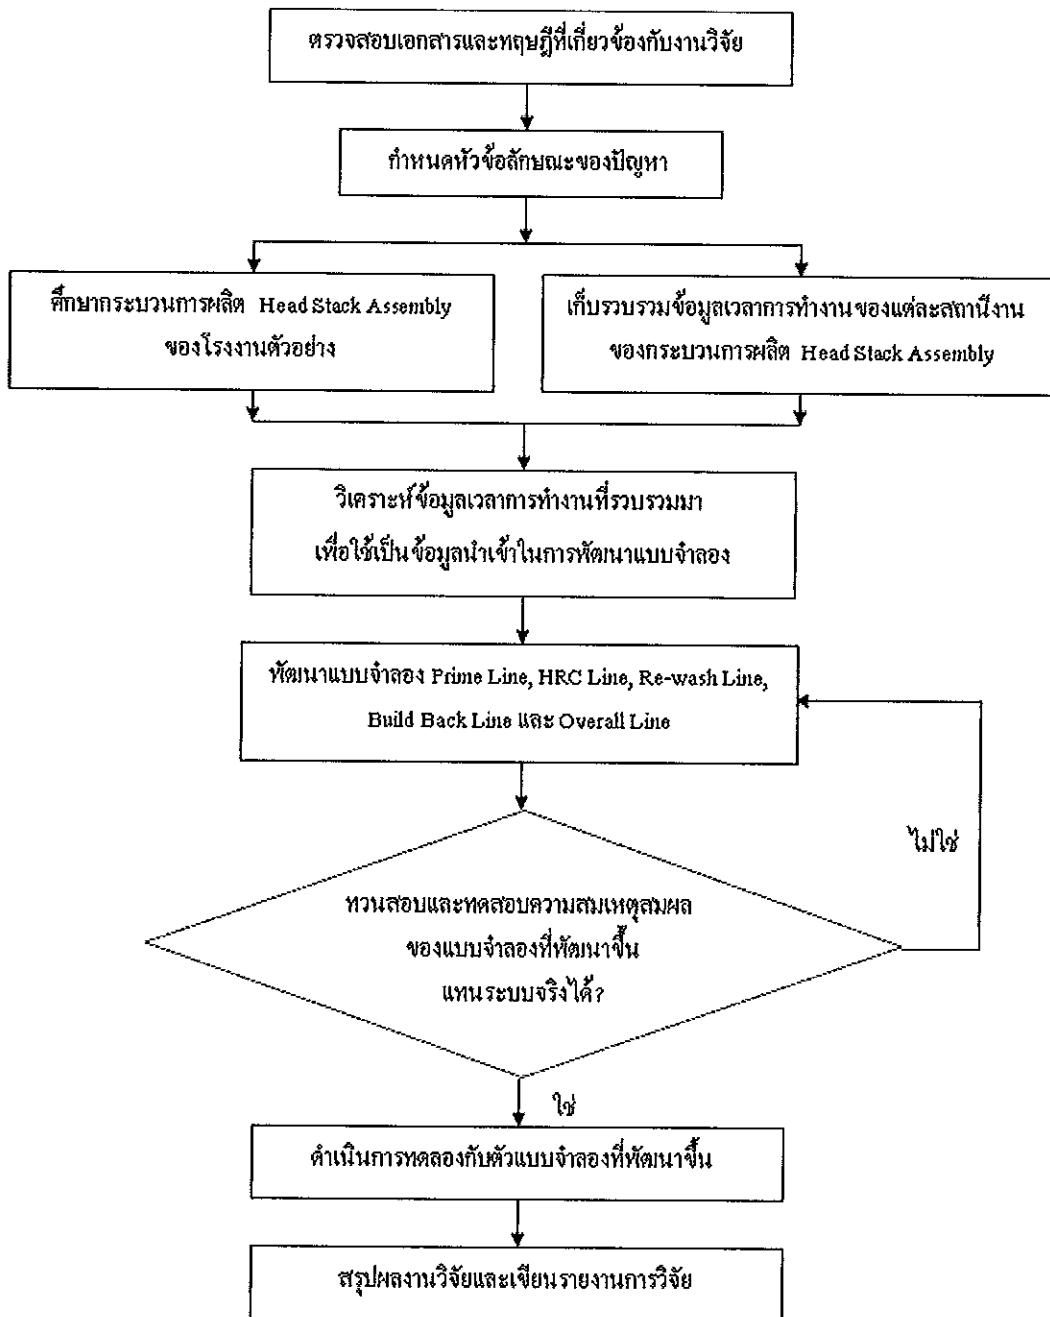 ตรวจสอบเอกสารและทฤษฎีที่เกี่ยวข้องกับงานวิจัย
กำหนดหัวข้อลักษณะของปัญหา
ศึกษากระบวนการผลิต Head Stack Assembly
ของโรงงานตัวอย่าง
เก็บรวบรวมข้อมูลเวลาการทำงานของแต่ละสถานีงาน
ของกระบวนการผลิต Head Stack Assembly
วิเคราะห์ข้อมูลเวลาการทำงานที่รวบรวมมา
เพื่อใช้เป็นข้อมูลนำเข้าในการพัฒนาแบบจำลอง
พัฒนาแบบจำลอง Prime Line, HRC Line, Re-wash Line,
Build Back Line และ Overall Line
ไม่ใช่
ทวนสอบและทดสอบความสมเหตุสมผล
ของแบบจำลองที่พัฒนาขึ้น
แทนระบบจริงได้?
ใช่
ดำเนินการทดลองกับตัวแบบจำลองที่พัฒนาขึ้น
สรุปผลงานวิจัยและเขียนรายงานการวิจัย